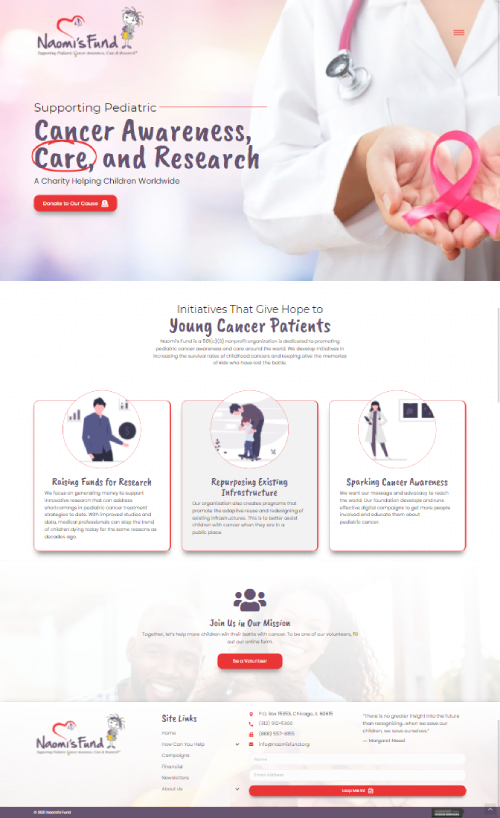 Naomi's Fund
Supporting Pediatric Cancer Awareness, Care & Research
Supporting Pediatric
Cancer Awareness,
Care, and Research
A Charity Helping Children Worldwide
Donate to Our Cause
Initiatives That Give Hope to
Young Cancer Patients
Naomi's Fund is a 501(c)(3) nonprofit organization is dedicated to promoting
pediatric cancer awareness and care around the world. We develop initiatives in
increasing the survival rates of childhood cancers and keeping alive the memories
of kids who have lost the battle.
Raising Funds for Research
We focus on generating money to support
innovative research that can address
shortcomings in pediatric cancer treatment
strategies to date. With improved studies and
data, medical professionals can stop the trend
of children dying today for the same reasons as
decades ago.
Repurposing Existing
Infrastructure
Our organization also creates programs that
promote the adaptive reuse and redesigning of
existing infrastructures. This is to better assist
children with cancer when they are in a
public place.
Sparking Cancer Awareness
We want our message and advocacy to reach
the world. Our foundation develops and runs
effective digital campaigns to get more people
involved and educate them about
pediatric cancer.
Join Us in Our Mission
Together, let's help more children win their battle with cancer. To be one of our volunteers, fill
out our online form.
Be a Volunteer
Naomi's Fund
Supporting Pediatric Cancer Awareness, Care & Research
Site Links
Home
How Can You Help
Campaigns
Financial
Newsletters
About Us
P.O. Box
Chicago, IL
info@naomisfund.org
Name
Email Address
"There is no greater insight into the future
than recognizing...when we save our
children, we save ourselves."
— Margaret Mead
© 2021 Naomi's Fund